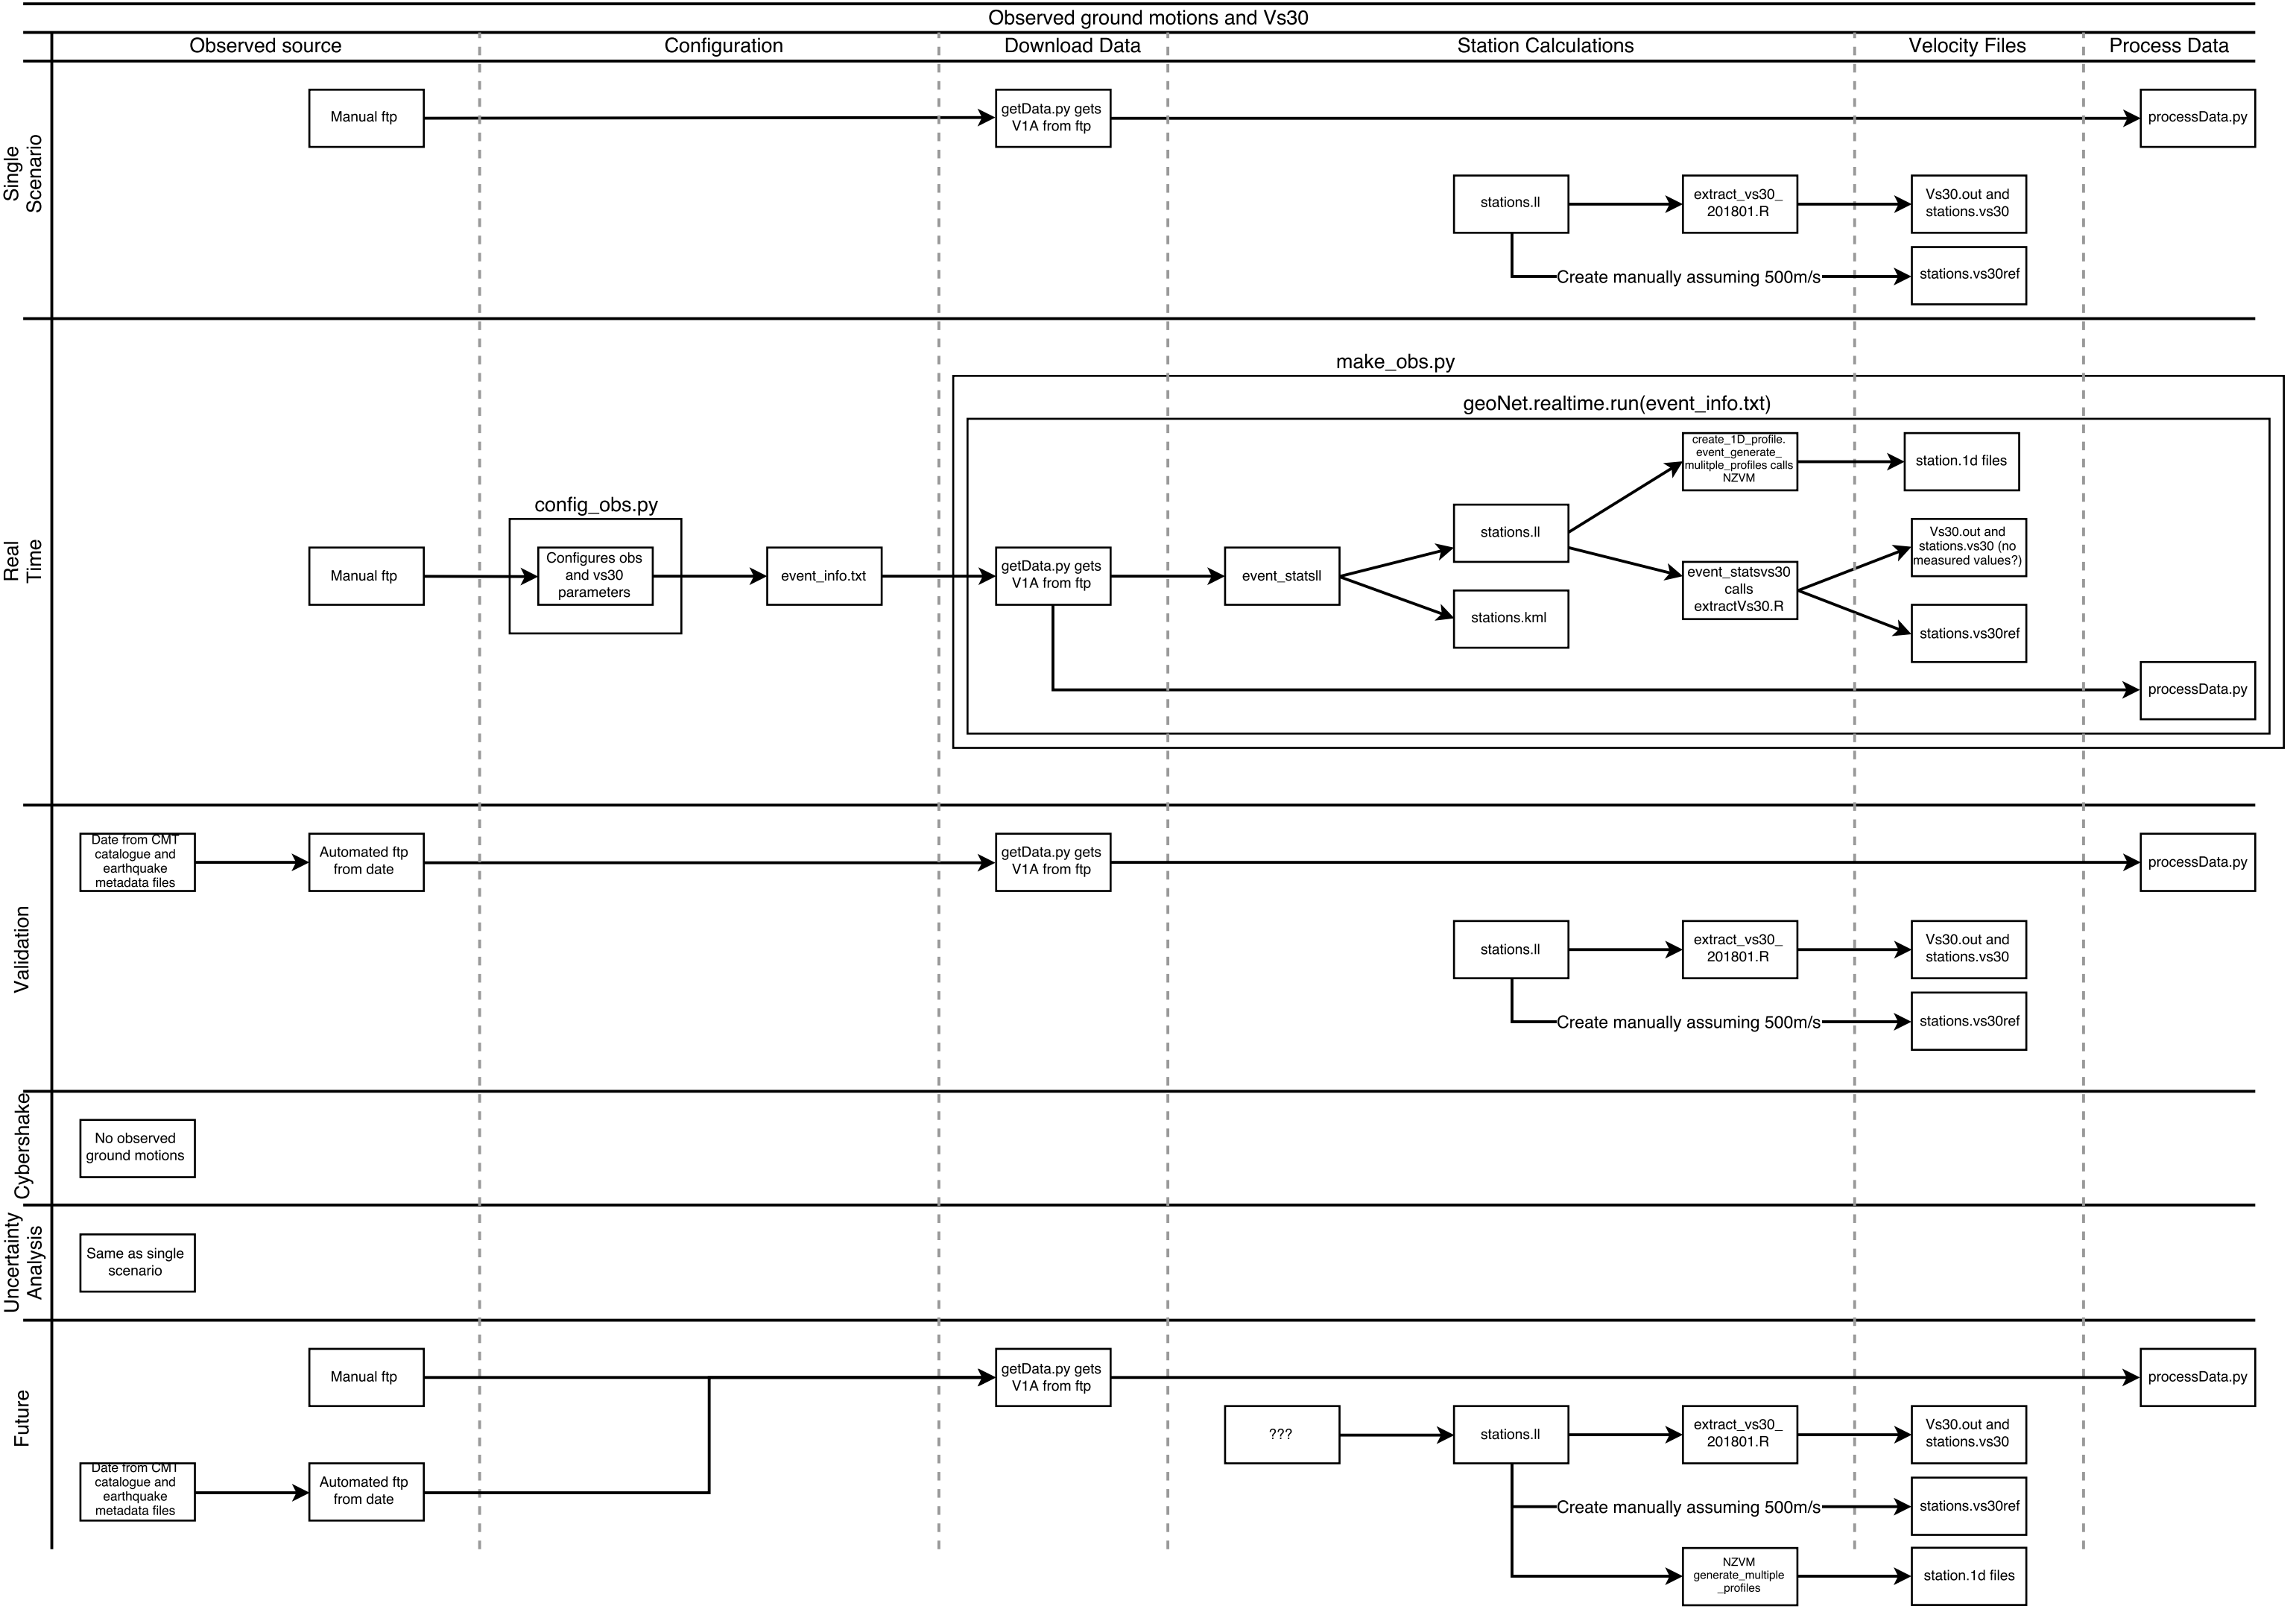 Observed ground motions and Vs30
Observed source
Configuration
Download Data
Station Calculations
Velocity Files
Process Data
Single
Scenario
Manual ftp
getData.py gets
V1A from ftp
processData.py
stations.ll
extract_vs30_
201801.R
Vs30.out and
stations.vs30
Create manually assuming 500m/s
stations.vs30ref
Real
Time
make_obs.py
geoNet.realtime.run(event_info.txt)
config_obs.py
Manual ftp
Configures obs
and vs30
parameters
event_info.txt
getData.py gets
V1A from ftp
event_statsll
stations.ll
stations.kml
create_1D_profile.
event_generate_
mulitple_profiles calls
NZVM
station.1d files
event_statsvs30
calls
extractVs30.R
Vs30.out and
stations.vs30 (no
measured values?)
stations.vs30ref
processData.py
Validation
Date from CMT
catalogue and
earthquake
metadata files
Automated ftp
from date
getData.py gets
V1A from ftp
processData.py
stations.ll
extract_vs30_
201801.R
Vs30.out and
stations.vs30
Create manually assuming 500m/s
stations.vs30ref
Cybershake
No observed
ground motions
Uncertainty
Analysis
Same as single
scenario
Future
Manual ftp
getData.py gets
V1A from ftp
processData.py
Date from CMT
catalogue and
earthquake
metadata files
Automated ftp
from date
???
stations.ll
extract_vs30_
201801.R
Vs30.out and
stations.vs30
Create manually assuming 500m/s
stations.vs30ref
NZVM
generate_multiple
_profiles
station.1d files